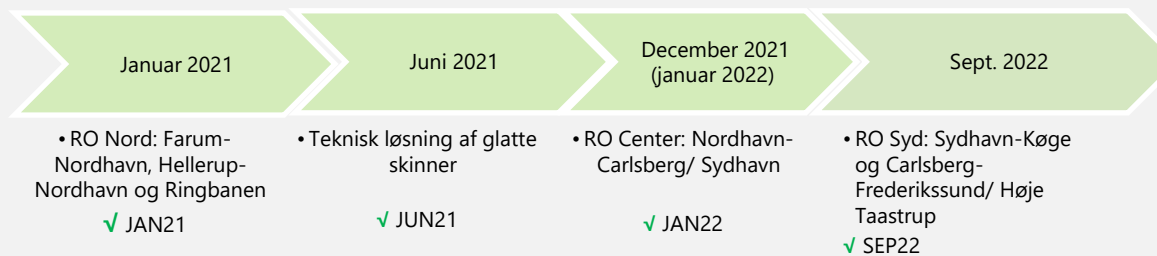 Januar 2021
Juni 2021
December 2021
(januar 2022)
Sept. 2022
• RO Nord: Farum-
Nordhavn, Hellerup-
Nordhavn og Ringbanen
√ JAN21
• Teknisk løsning af glatte
skinner
√ JUN21
• RO Center: Nordhavn-
Carlsberg/ Sydhavn
√ JAN22
• RO Syd: Sydhavn-Køge
og Carlsberg-
Frederikssund/ Høje
Taastrup
√ SEP22